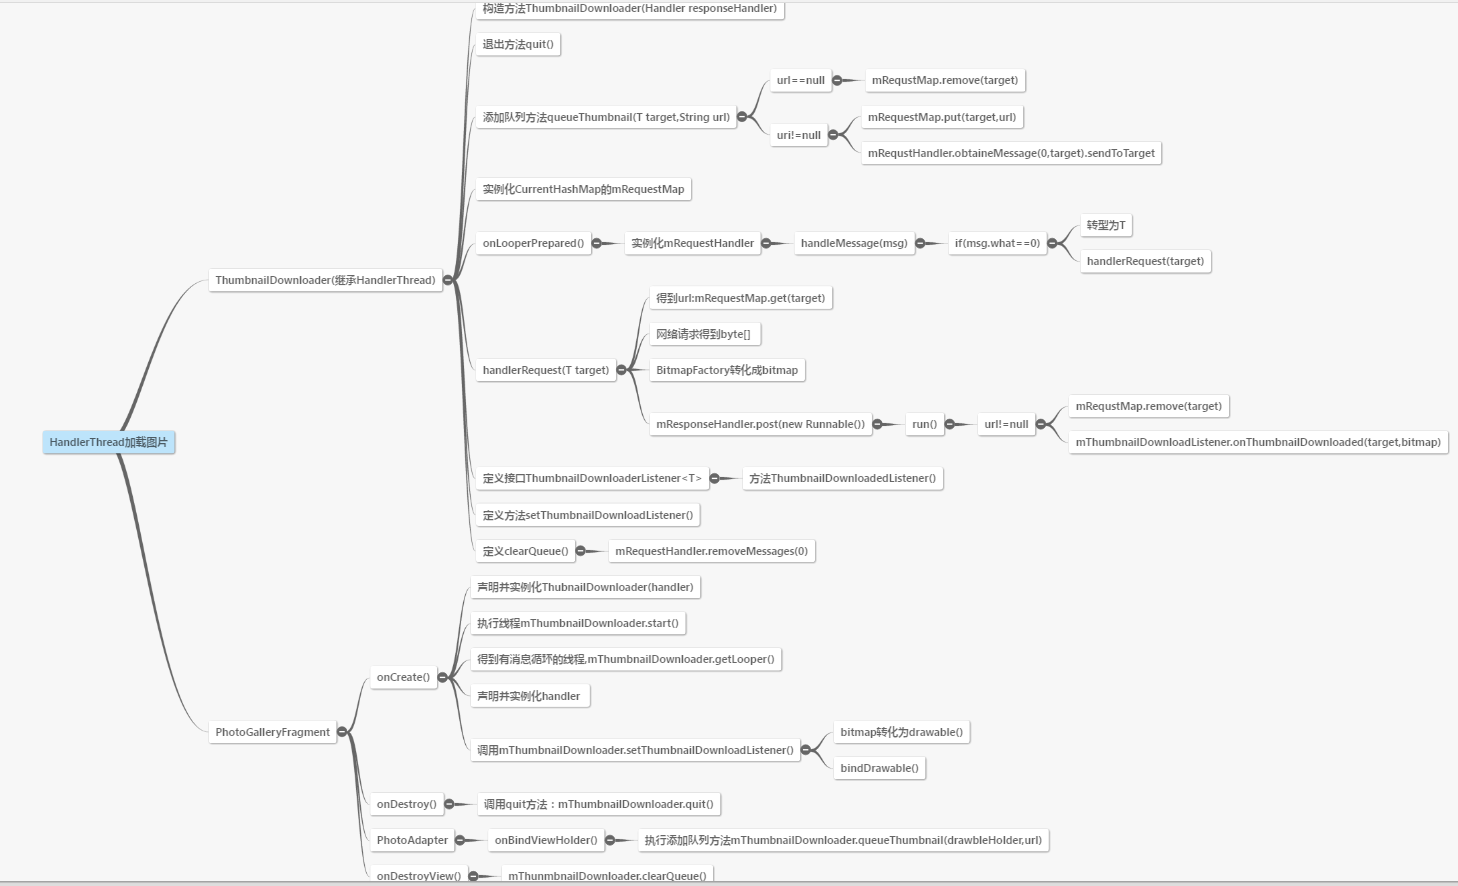 构造方法ThumbnailDownloader(Handler responseHandler)
退出方法quit()
url==null
mRequstMap.remove(target)
添加队列方法queueThumbnail(T target,String url)
mRequestMap.put(target,url)
uri!=null
mRequstHandler.obtaineMessage(0,target).sendToTarget
实例化CurrentHashMap的mRequestMap
转型为T
onLooperPrepared()
实例化mRequestHandler
handleMessage(msg)
if(msg.what==0)
handlerRequest(target)
ThumbnailDownloader(继承HandlerThread)
得到url:mRequestMap.get(target)
网络请求得到byte[]
handlerRequest(T target)
BitmapFactory转化成bitmap
mRequstMap.remove(target)
mResponseHandler.post(new Runnable())
run()
url!=null
mThumbnailDownloadListener.onThumbnailDownloaded(target,bitmap)
HandlerThread加载图片
定义接口ThumbnailDownloaderListener<T>
方法ThumbnailDownloadedListener()
定义方法setThumbnailDownloadListener()
定义clearQueue()
mRequestHandler.removeMessages(0)
声明并实例化ThubnailDownloader(handler)
执行线程mThumbnailDownloader.start()
得到有消息循环的线程,mThumbnailDownloader.getLooper()
onCreate()
声明并实例化handler
PhotoGalleryFragment
bitmap转化为drawable()
调用mThumbnailDownloader.setThumbnailDownloadListener()
bindDrawable()
onDestroy()
调用quit方法：mThumbnailDownloader.quit()
PhotoAdapter
onBindViewHolder()
执行添加队列方法mThumbnailDownloader.queueThumbnail(drawbleHolder,url)
onDestroyView()
mThunmbnailDownloader.clearQueue()